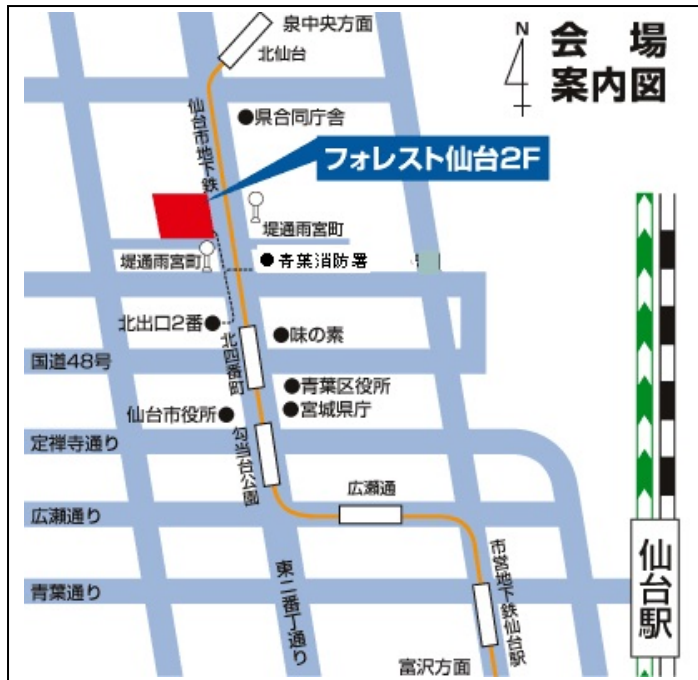 会場
案内図
N
泉中央方面
北仙台
仙台市地下鉄
●県合同庁舎
フォレスト仙台2F
堤通雨宮町
堤通雨宮町
●青葉消防署
北出口2番●
●味の素
北四番町
国道48号
●青葉区役所
●宮城県庁
仙台市役所●
定禅寺通り
勾当台公園
広瀬通
広瀬通り
市営地下鉄仙台駅
仙台駅
青葉通り
東二番丁通り
富沢方面